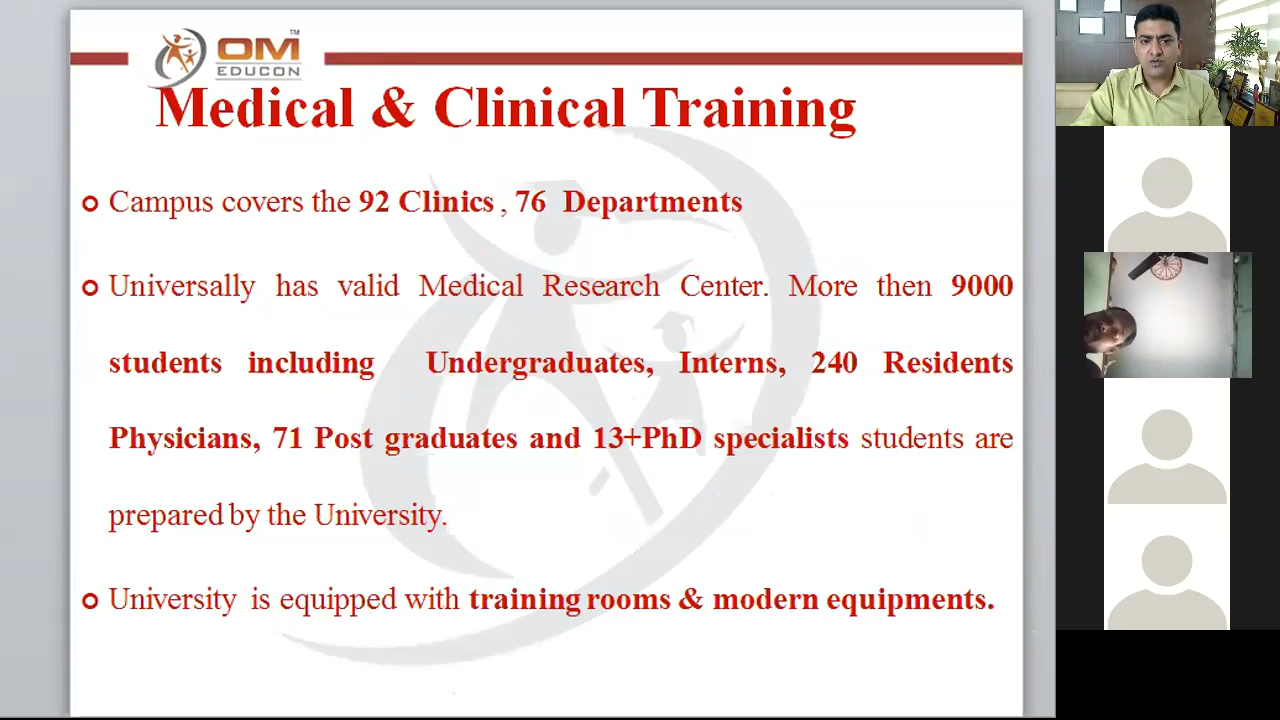 OM TM
EDUCON
Medical & Clinical Training
Campus covers the 92 Clinics , 76 Departments
Universally has valid Medical Research Center. More then 9000
students including Undergraduates, Interns, 240 Residents
Physicians, 71 Post graduates and 13+PhD specialists students are
prepared by the University.
University is equipped with training rooms & modern equipments.